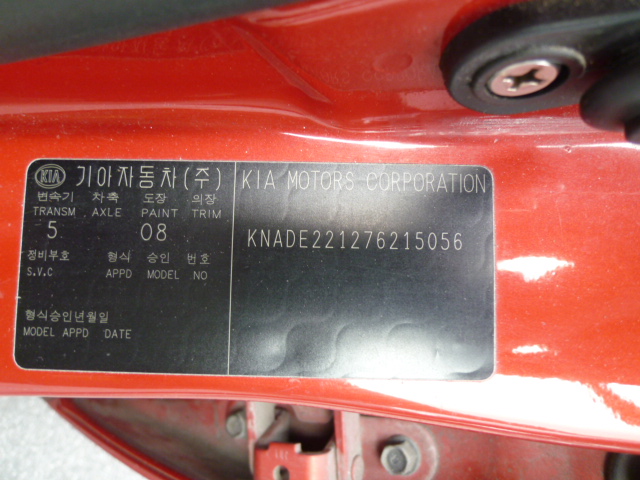 KIA 기아자동차(주)
변속기 차축 도장 의장
TRANSM AXLE PAINT TRIM
5 08
정비부호 형식 승인 번호
S.V.C APPD MODEL NO
형식승인년월일
MODEL APPD DATE
KIA MOTORS CORPORATION
KNADE221276215056